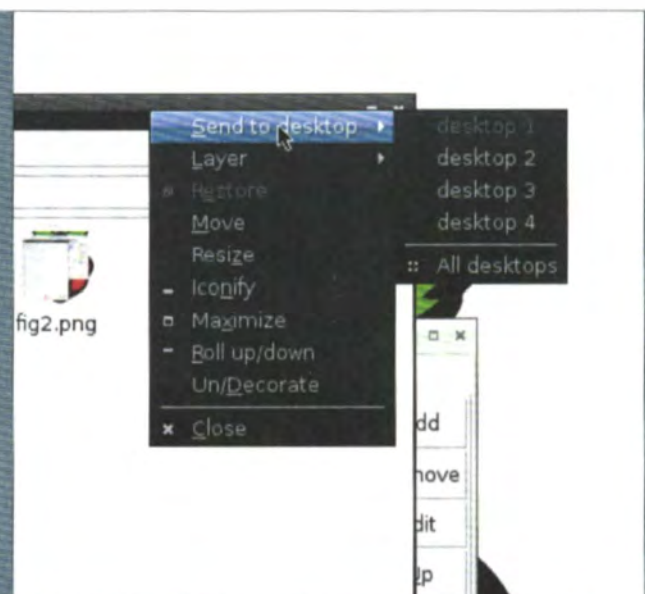 Send to desktop
Layer
Restore
Move
Resize
Iconify
Maximize
Roll up/down
Un/Decorate
Close
desktop 1
desktop 2
desktop 3
desktop 4
All desktops
fig2.png
dd
nove
dit
Jp